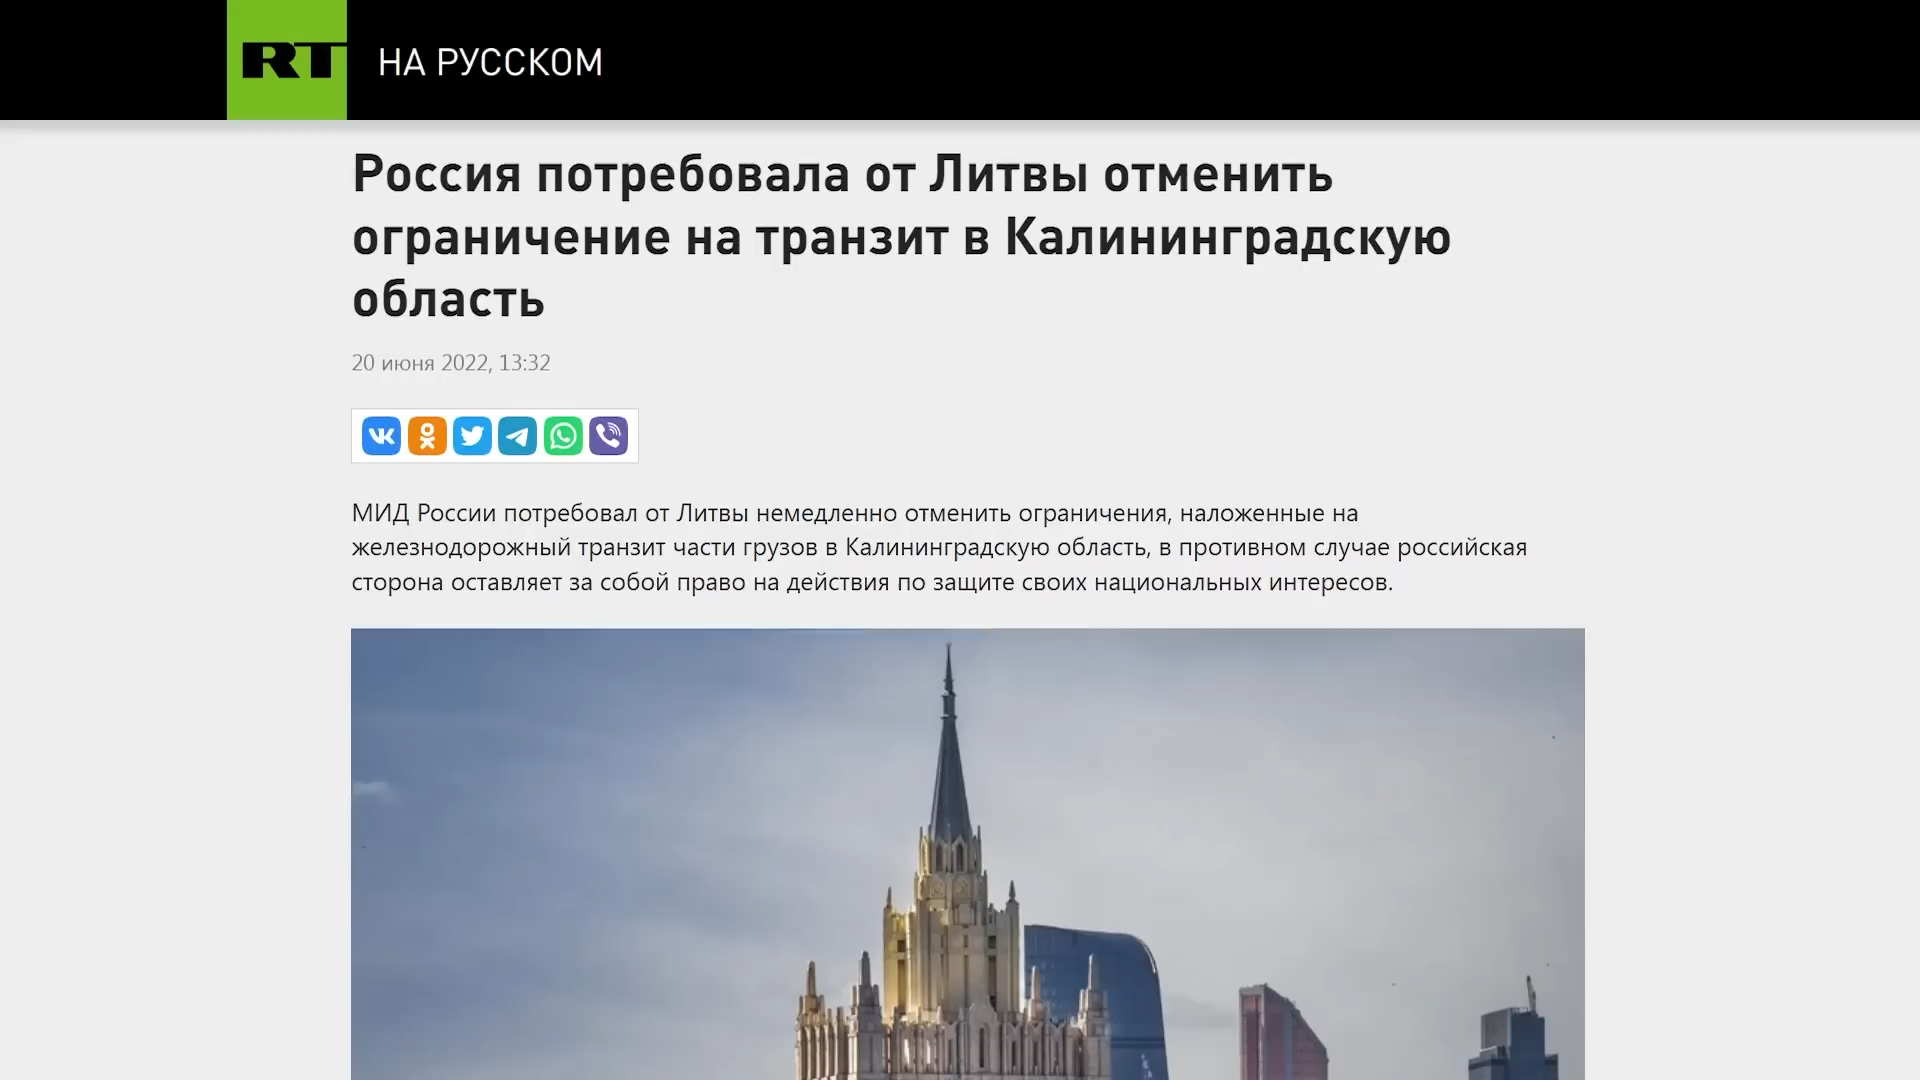 RT НА РУССКОМ
Россия потребовала от Литвы отменить
ограничение на транзит в Калининградскую
область
20 июня 2022, 13:32
МИД России потребовал от Литвы немедленно отменить ограничения, наложенные на
железнодорожный транзит части грузов в Калининградскую область, в противном случае российская
сторона оставляет за собой право на действия по защите своих национальных интересов.